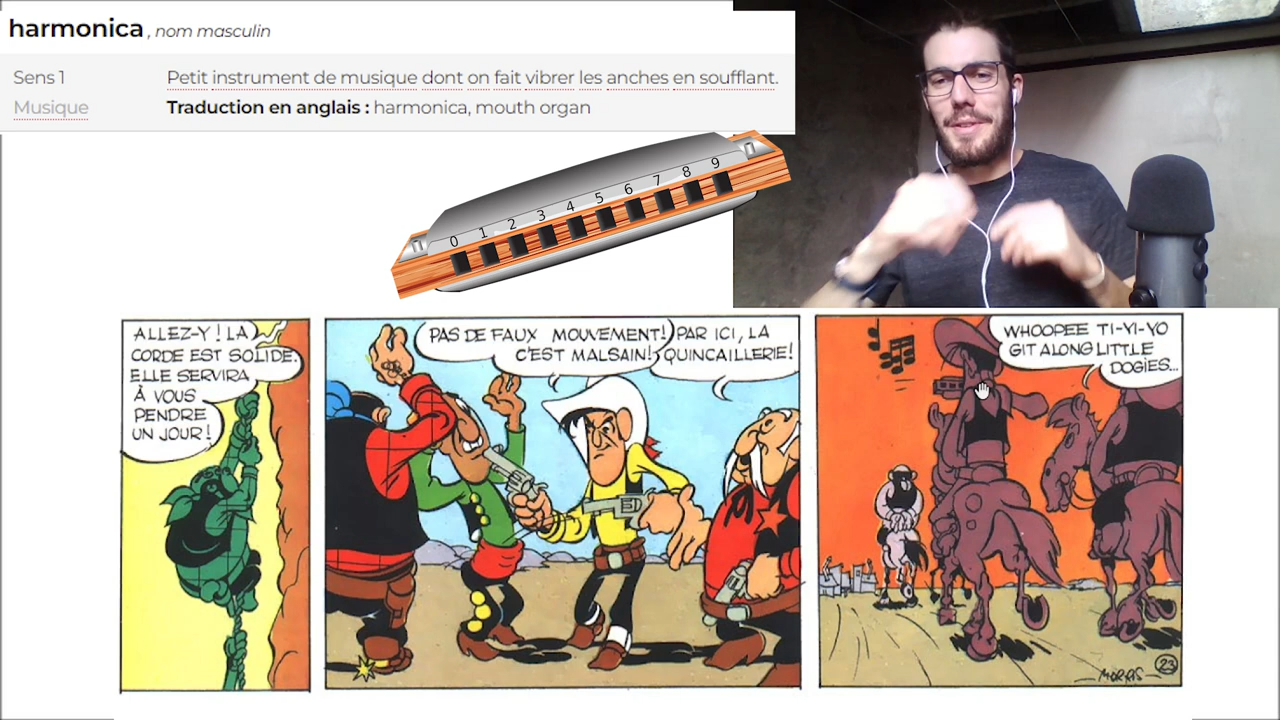 harmonica, nom masculin
Sens 1 Petit instrument de musique dont on fait vibrer les anches en soufflant.
Musique Traduction en anglais : harmonica, mouth organ
0 1 2 3 4 5 6 7 8 9
ALLEZ-Y ! LA
CORDE EST SOLIDE.
ELLE SERVIRA
À VOUS
PENDRE
UN JOUR !
PAS DE FAUX MOUVEMENT !
C'EST MALSAIN !
PAR ICI, LA
QUINCAILLERIE !
WHOOPEE TI-YI-YO
GIT ALONG LITTLE
DOGIES...
MORRIS
23